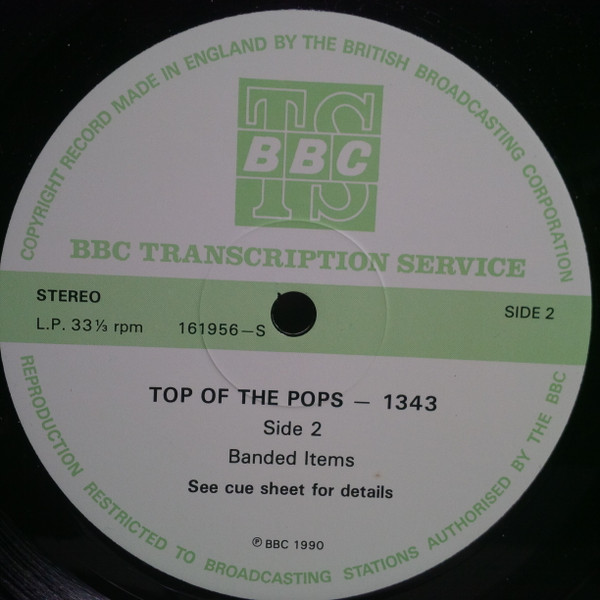 COPYRIGHT RECORD MADE IN ENGLAND BY THE BRITISH BROADCASTING CORPORATION
TS
BBC
BBC TRANSCRIPTION SERVICE
STEREO
SIDE 2
L.P. 33⅓ rpm 161956–S
TOP OF THE POPS — 1343
Side 2
Banded Items
See cue sheet for details
℗ BBC 1990
REPRODUCTION RESTRICTED TO BROADCASTING STATIONS AUTHORISED BY THE BBC